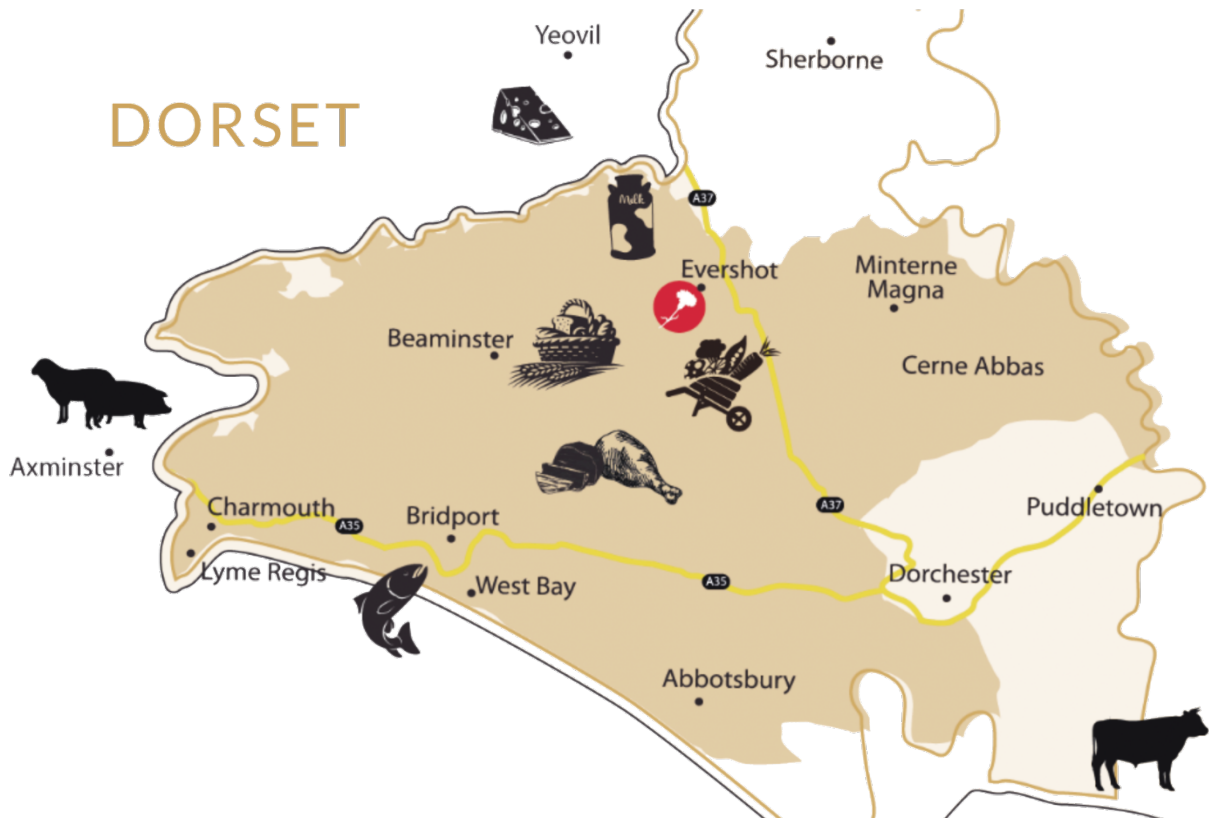 Yeovil
Sherborne
DORSET
Milk
A37
Evershot
Minterne
Magna
Beaminster
Cerne Abbas
Axminster
Charmouth
A35
Bridport
A37
Puddletown
Lyme Regis
West Bay
A35
Dorchester
Abbotsbury